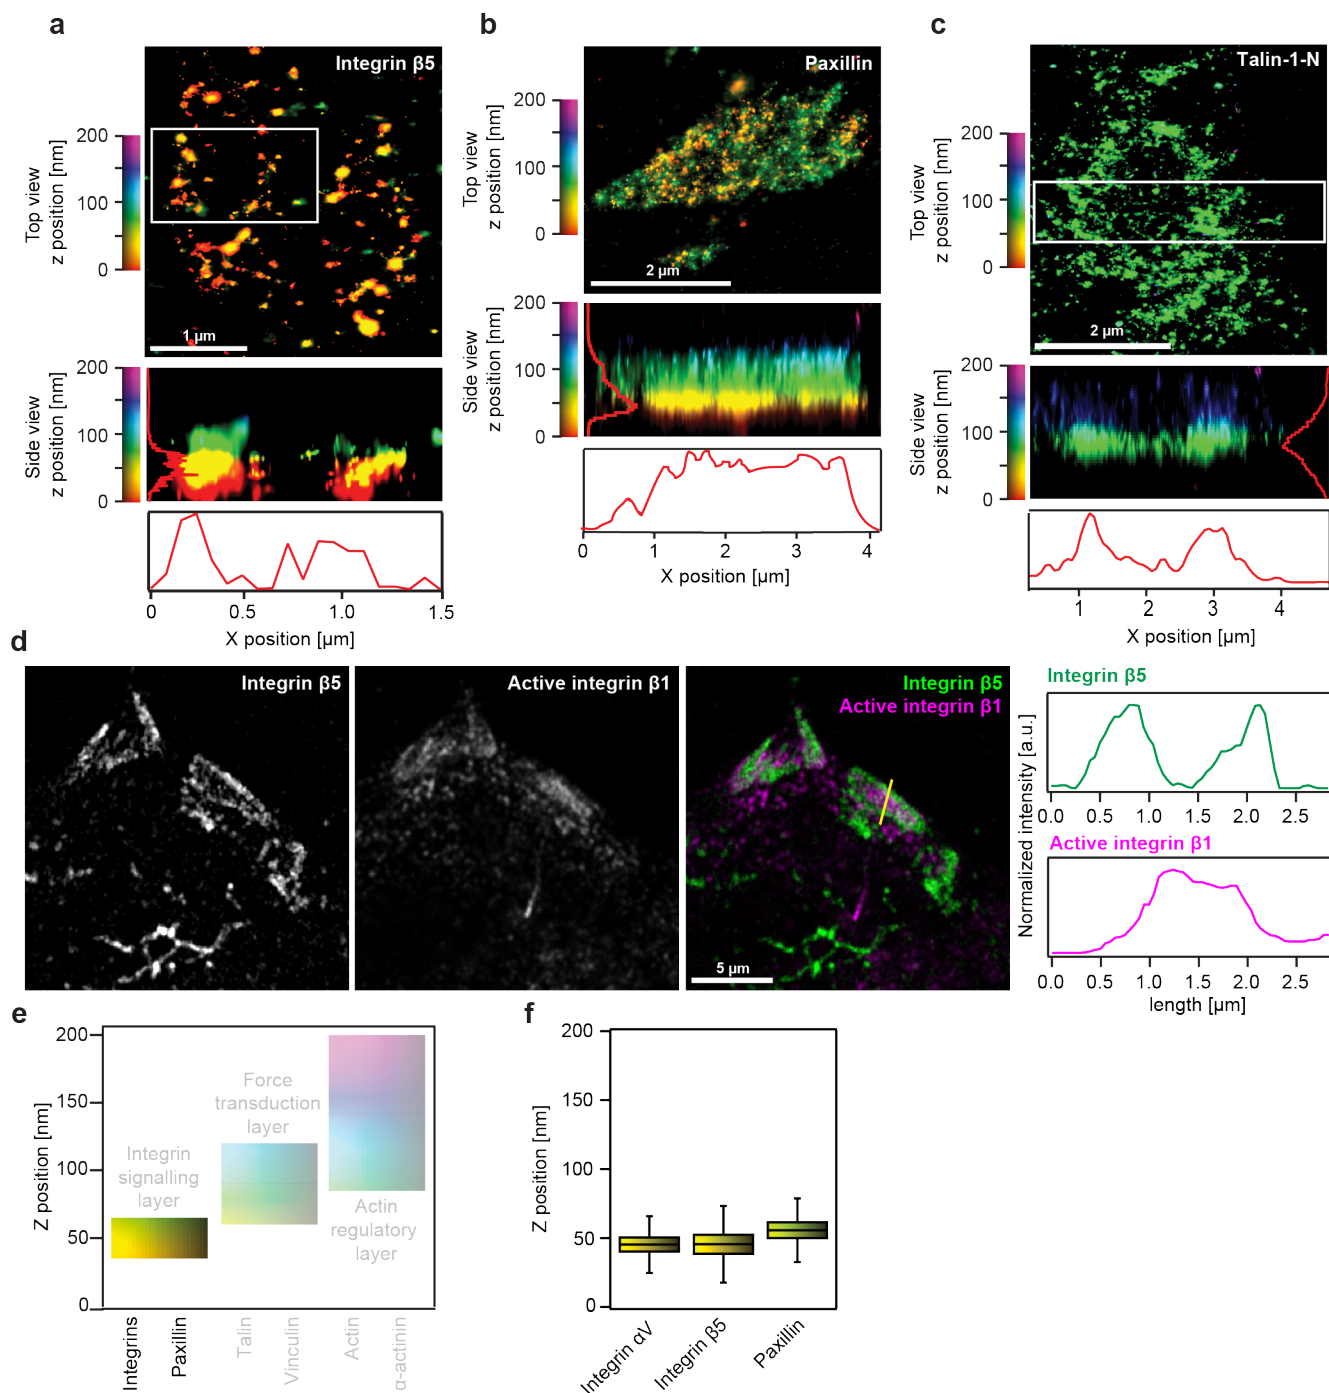 a
Integrin β5
Top view
z position [nm]
200
100
0
1 µm
Side view
z position [nm]
200
100
0
0
0.5
1.0
1.5
X position [µm]
b
Paxillin
Top view
z position [nm]
200
100
0
2 µm
Side view
z position [nm]
200
100
0
0
1
2
3
4
X position [µm]
c
Talin-1-N
Top view
z position [nm]
200
100
0
2 µm
Side view
z position [nm]
200
100
0
1
2
3
4
X position [µm]
d
Integrin β5
Active integrin β1
Integrin β5
Active integrin β1
5 µm
Normalized intensity [a.u.]
Integrin β5
0.0
0.5
1.0
1.5
2.0
2.5
Active integrin β1
0.0
0.5
1.0
1.5
2.0
2.5
length [µm]
e
Z position [nm]
200
150
100
50
0
Integrin
signalling
layer
Force
transduction
layer
Actin
regulatory
layer
Integrins
Paxillin
Talin
Vinculin
Actin
α-actinin
f
Z position [nm]
200
150
100
50
0
Integrin αV
Integrin β5
Paxillin